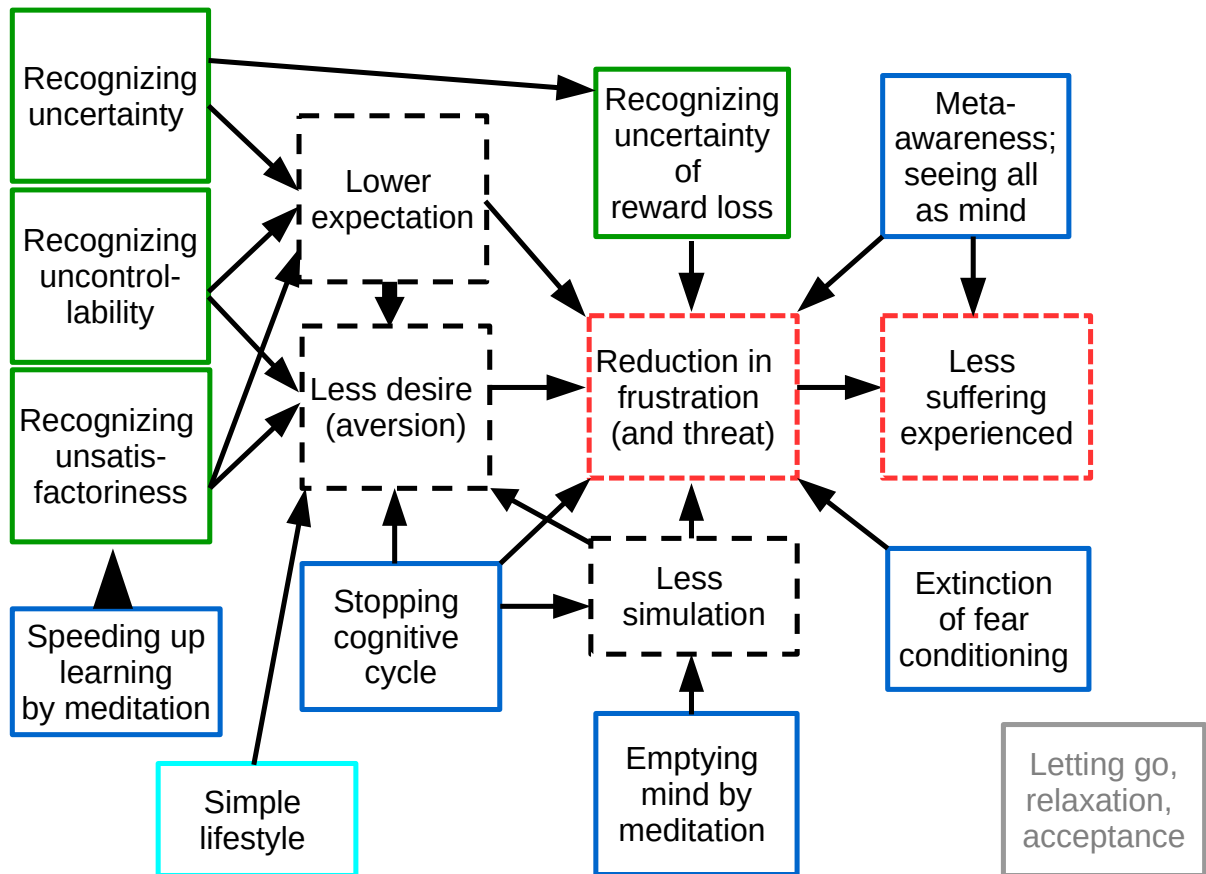 Recognizing
uncertainty
Recognizing
uncontrol-
lability
Recognizing
unsatis-
factoriness
Speeding up
learning
by meditation
Simple
lifestyle
Lower
expectation
Less desire
(aversion)
Stopping
cognitive
cycle
Recognizing
uncertainty
of
reward loss
Reduction in
frustration
(and threat)
Less
simulation
Emptying
mind by
meditation
Meta-
awareness;
seeing all
as mind
Less
suffering
experienced
Extinction
of fear
conditioning
Letting go,
relaxation,
acceptance